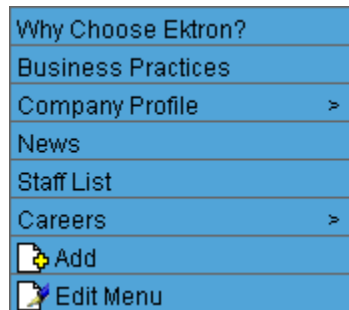 Why Choose Ektron?
Business Practices
Company Profile >
News
Staff List
Careers >
Add
Edit Menu